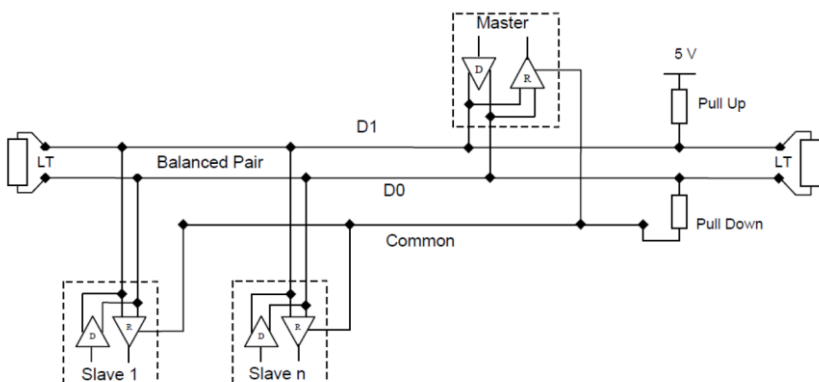 Master
D
R
5 V
Pull Up
D1
LT
Balanced Pair
LT
D0
Pull Down
Common
D
R
D
R
Slave 1
Slave n